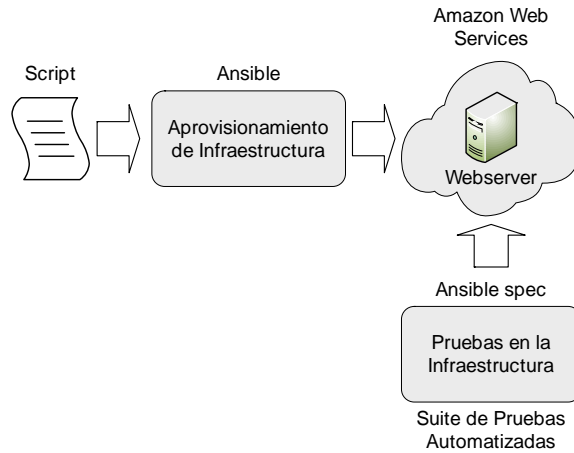 Amazon Web
Services
Script
Ansible
Aprovisionamiento
de Infraestructura
Webserver
Ansible spec
Pruebas en la
Infraestructura
Suite de Pruebas
Automatizadas